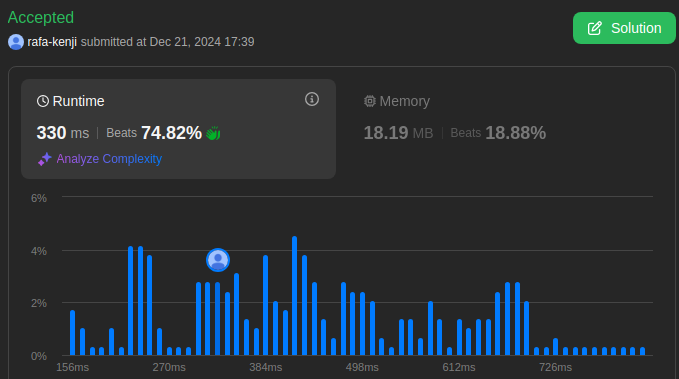 Accepted
rafa-kenji submitted at Dec 21, 2024 17:39
Solution
Runtime
330 ms | Beats 74.82%
Analyze Complexity
Memory
18.19 MB | Beats 18.88%
6%
4%
2%
0%
156ms 270ms 384ms 498ms 612ms 726ms